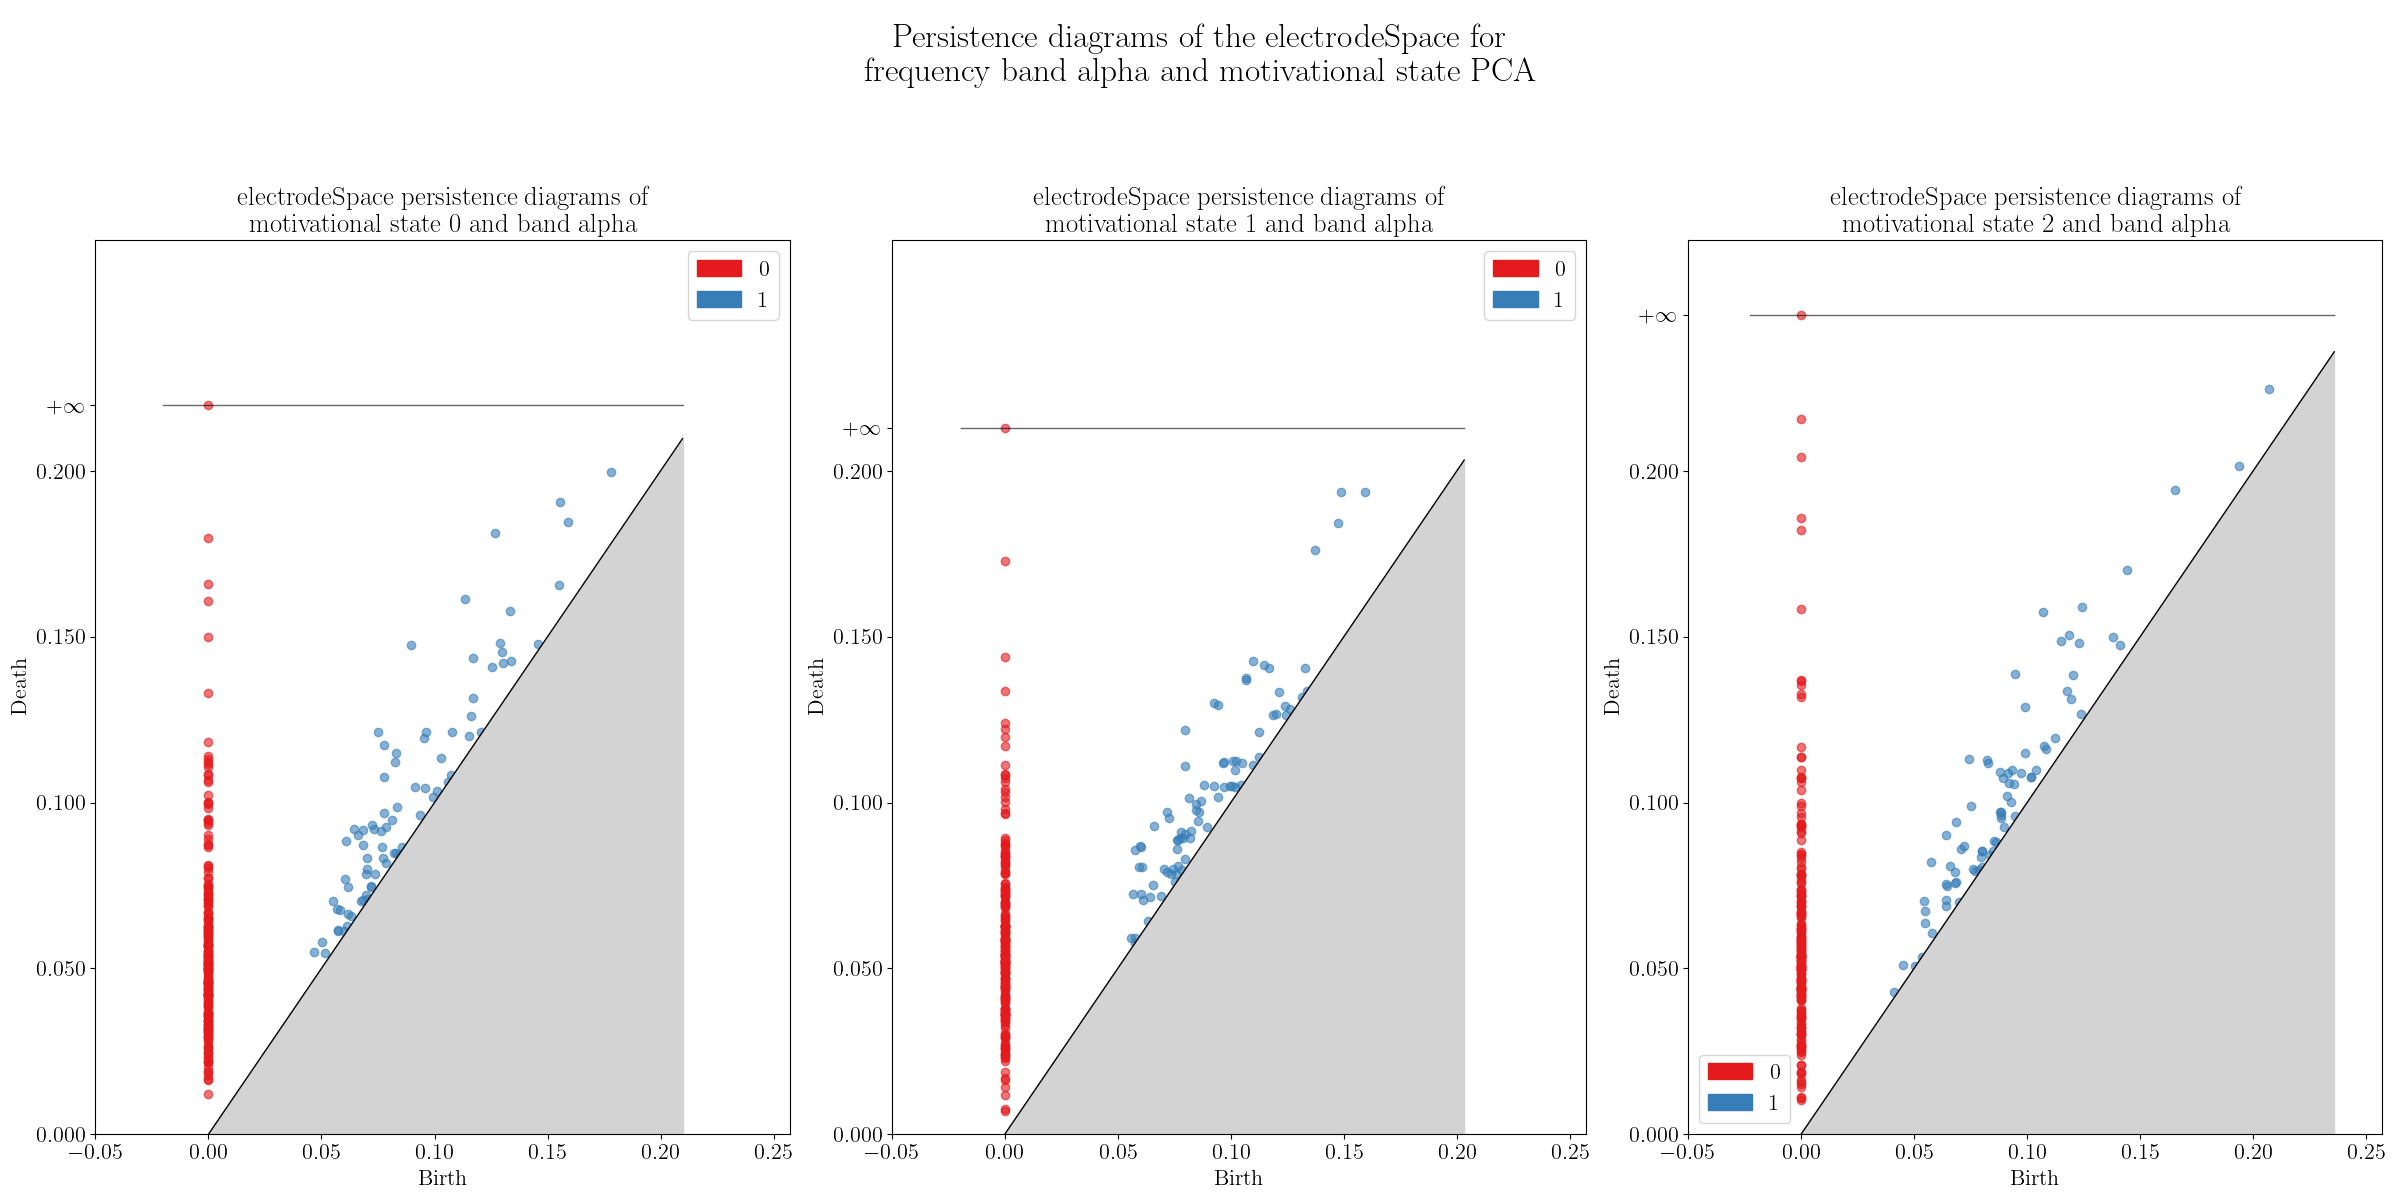 Persistence diagrams of the electrodeSpace for
frequency band alpha and motivational state PCA
electrodeSpace persistence diagrams of
motivational state 0 and band alpha
0
1
+∞
0.200
0.150
0.100
0.050
0.000
Death
−0.05 0.00 0.05 0.10 0.15 0.20 0.25
Birth
electrodeSpace persistence diagrams of
motivational state 1 and band alpha
0
1
+∞
0.200
0.150
0.100
0.050
0.000
Death
−0.05 0.00 0.05 0.10 0.15 0.20 0.25
Birth
electrodeSpace persistence diagrams of
motivational state 2 and band alpha
+∞
0.200
0.150
0.100
0.050
0.000
Death
0
1
−0.05 0.00 0.05 0.10 0.15 0.20 0.25
Birth